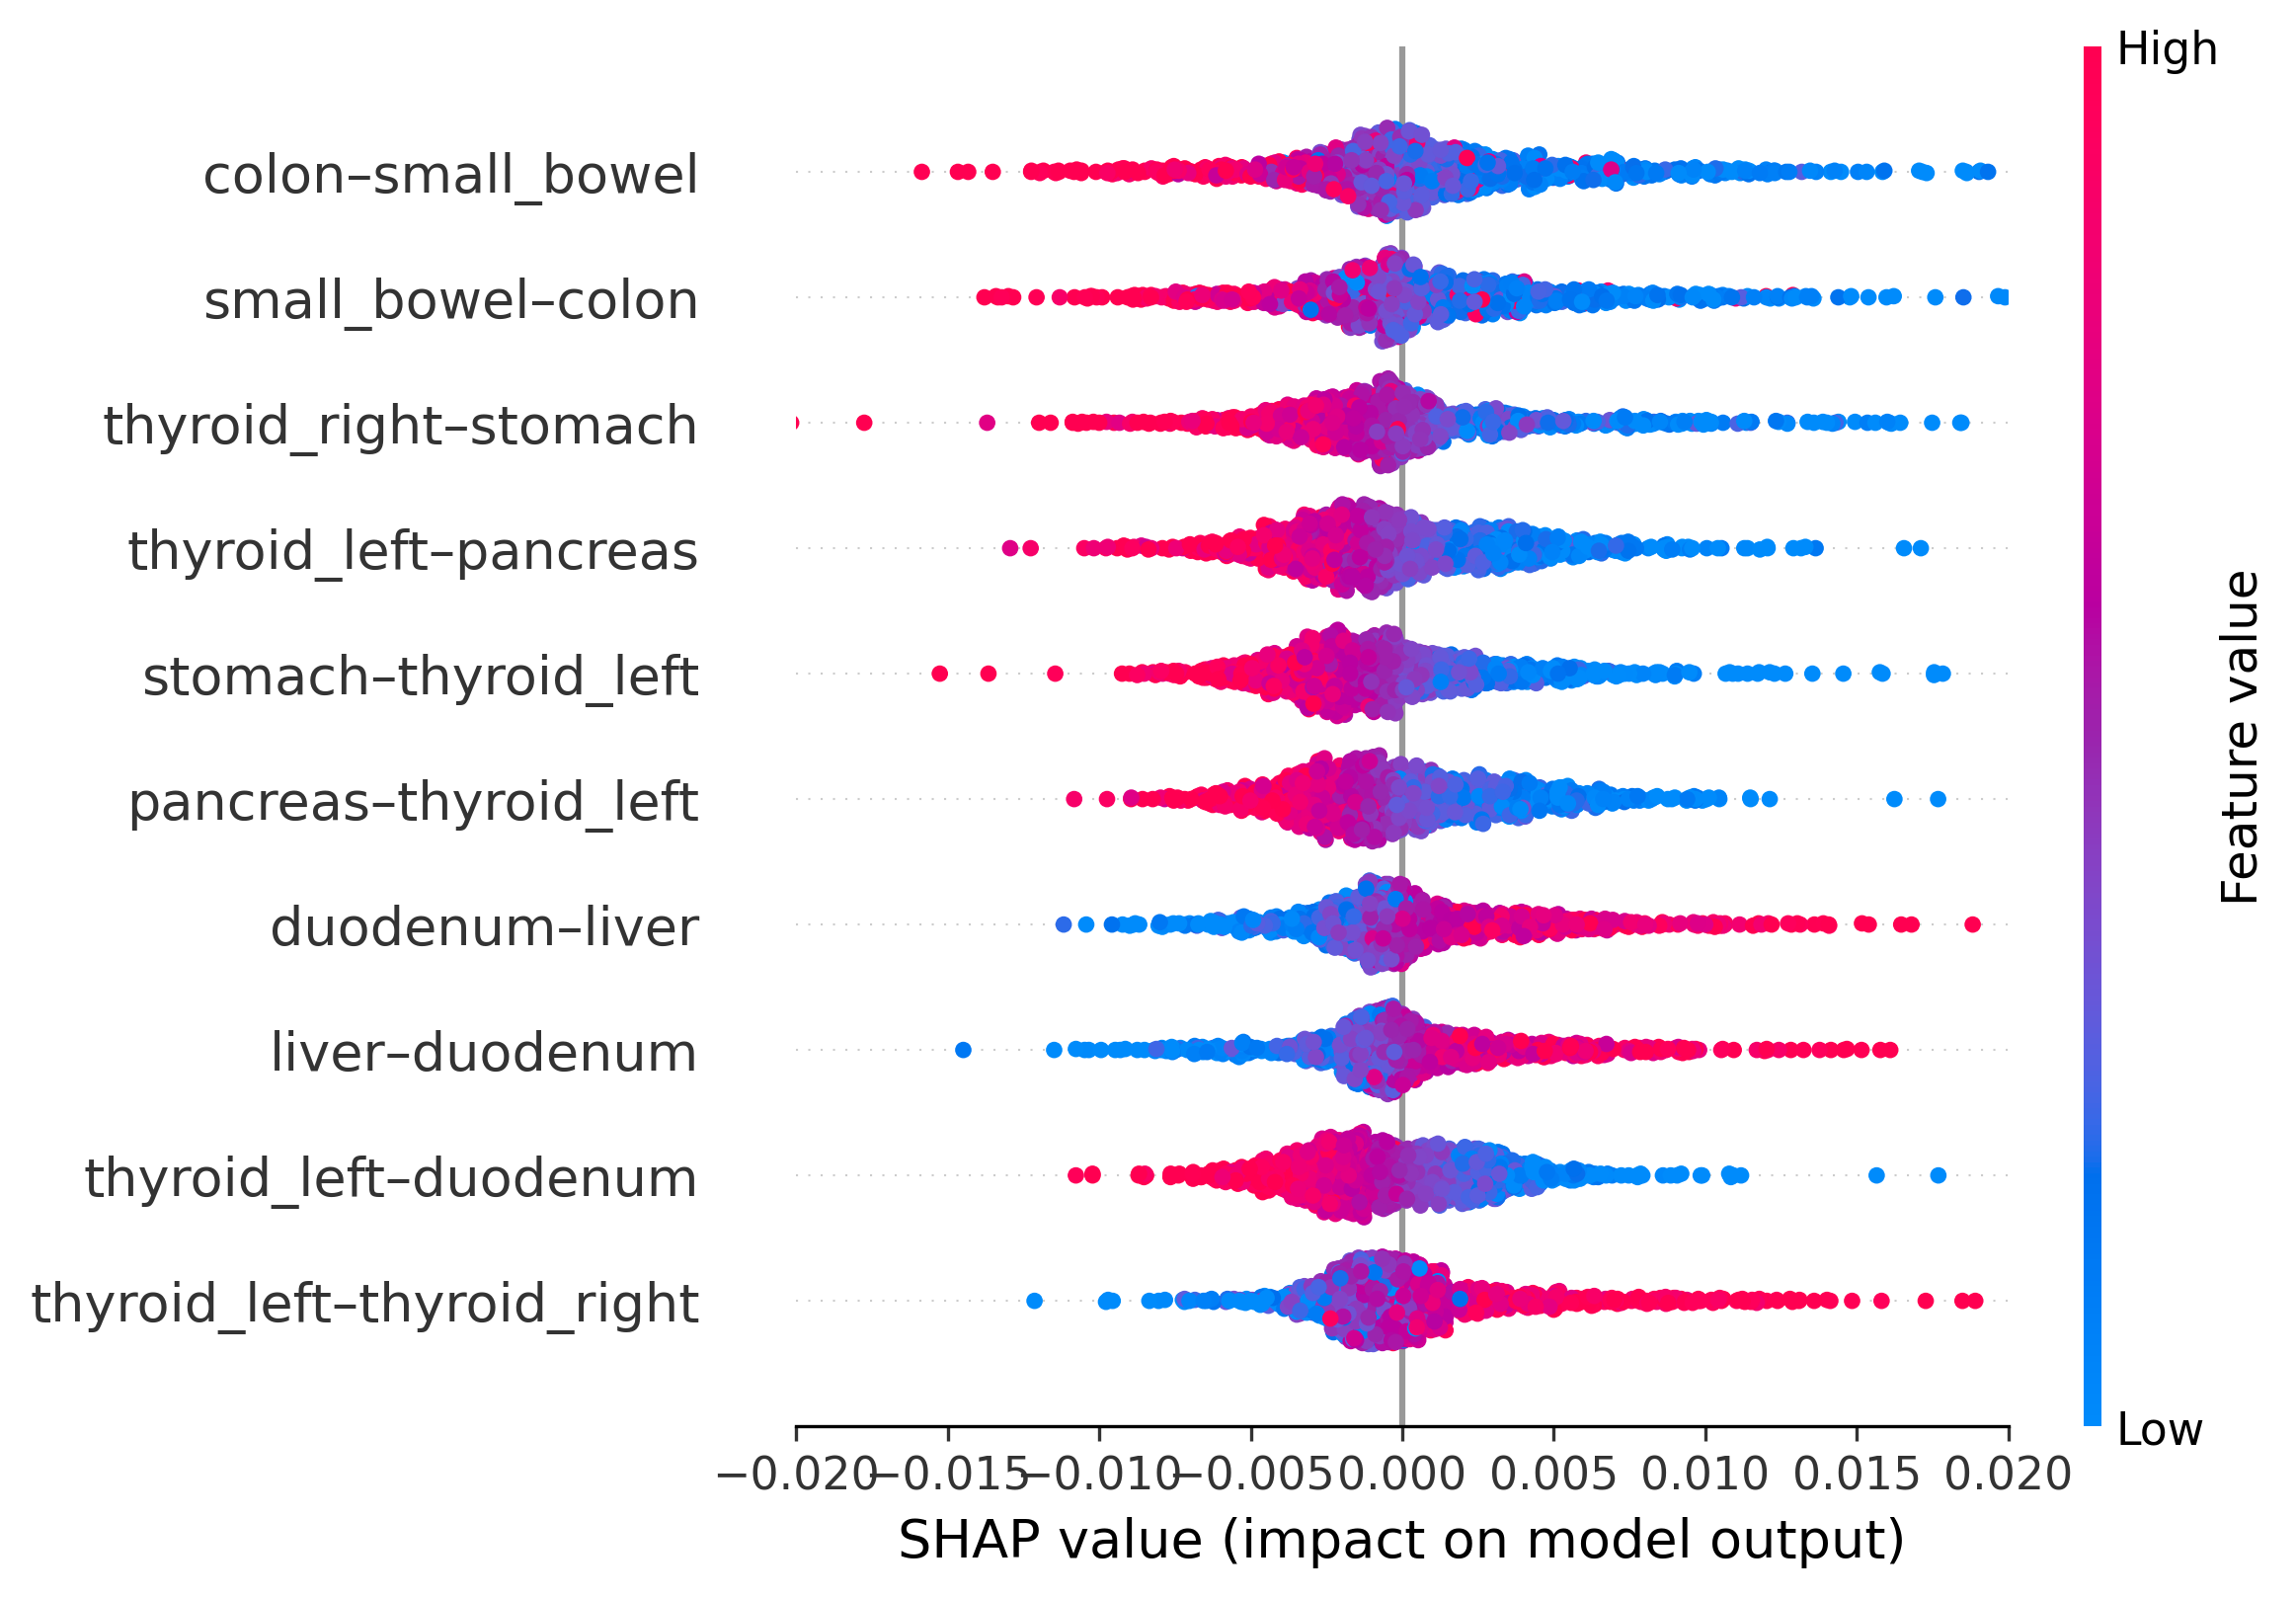 High
colon–small_bowel
small_bowel–colon
thyroid_right–stomach
thyroid_left–pancreas
stomach–thyroid_left
pancreas–thyroid_left
duodenum–liver
liver–duodenum
thyroid_left–duodenum
thyroid_left–thyroid_right
Feature value
Low
−0.020 −0.015 −0.010 −0.005 0.000 0.005 0.010 0.015 0.020
SHAP value (impact on model output)